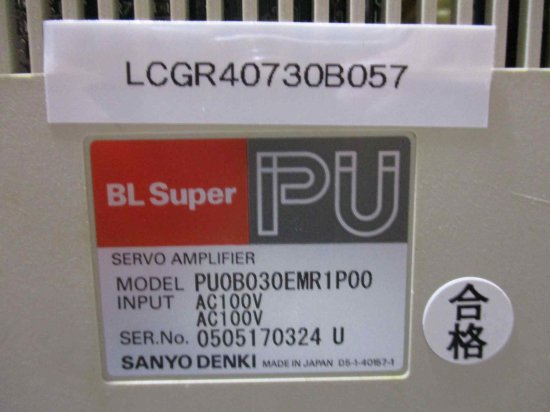 LCGR40730B057
BL Super PU
SERVO AMPLIFIER
MODEL PU0B030EMR1P00
INPUT AC100V
AC100V
SER.No. 0505170324 U
SANYO DENKI MADE IN JAPAN D5-1-40157-1
合格